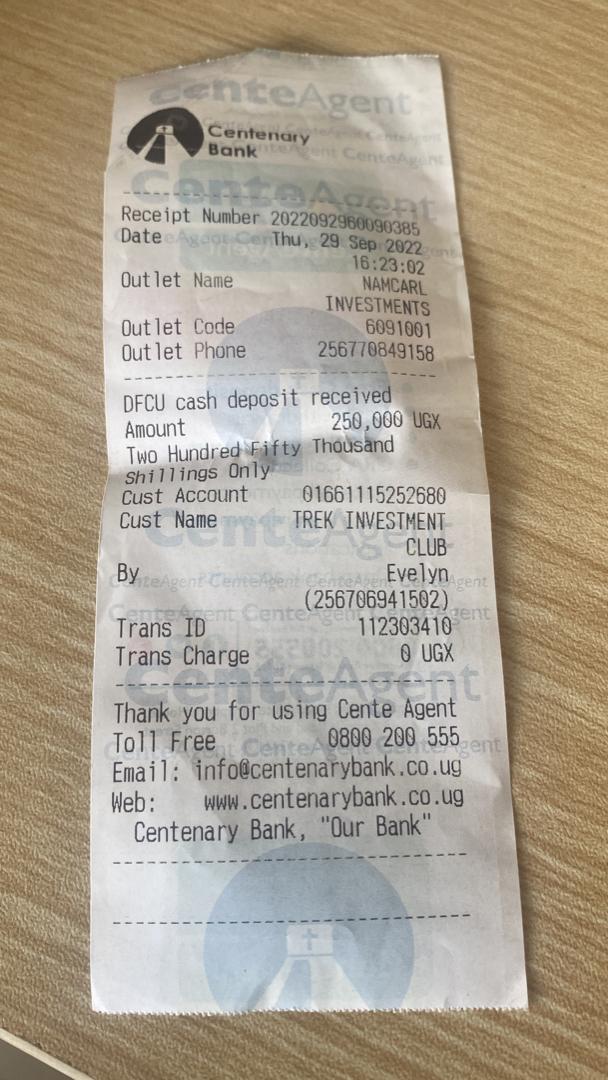 CenteAgent
Centenary
Bank
Receipt Number 2022092960090385
Date Thu, 29 Sep 2022
16:23:02
Outlet Name NAMCARL
INVESTMENTS
Outlet Code 6091001
Outlet Phone 256770849158
DFCU cash deposit received
Amount 250,000 UGX
Two Hundred Fifty Thousand
Shillings Only
Cust Account 01661115252680
Cust Name TREK INVESTMENT
CLUB
By Evelyn
(256706941502)
Trans ID 112303410
Trans Charge 0 UGX
Thank you for using Cente Agent
Toll Free 0800 200 555
Email: info@centenarybank.co.ug
Web: www.centenarybank.co.ug
Centenary Bank, "Our Bank"